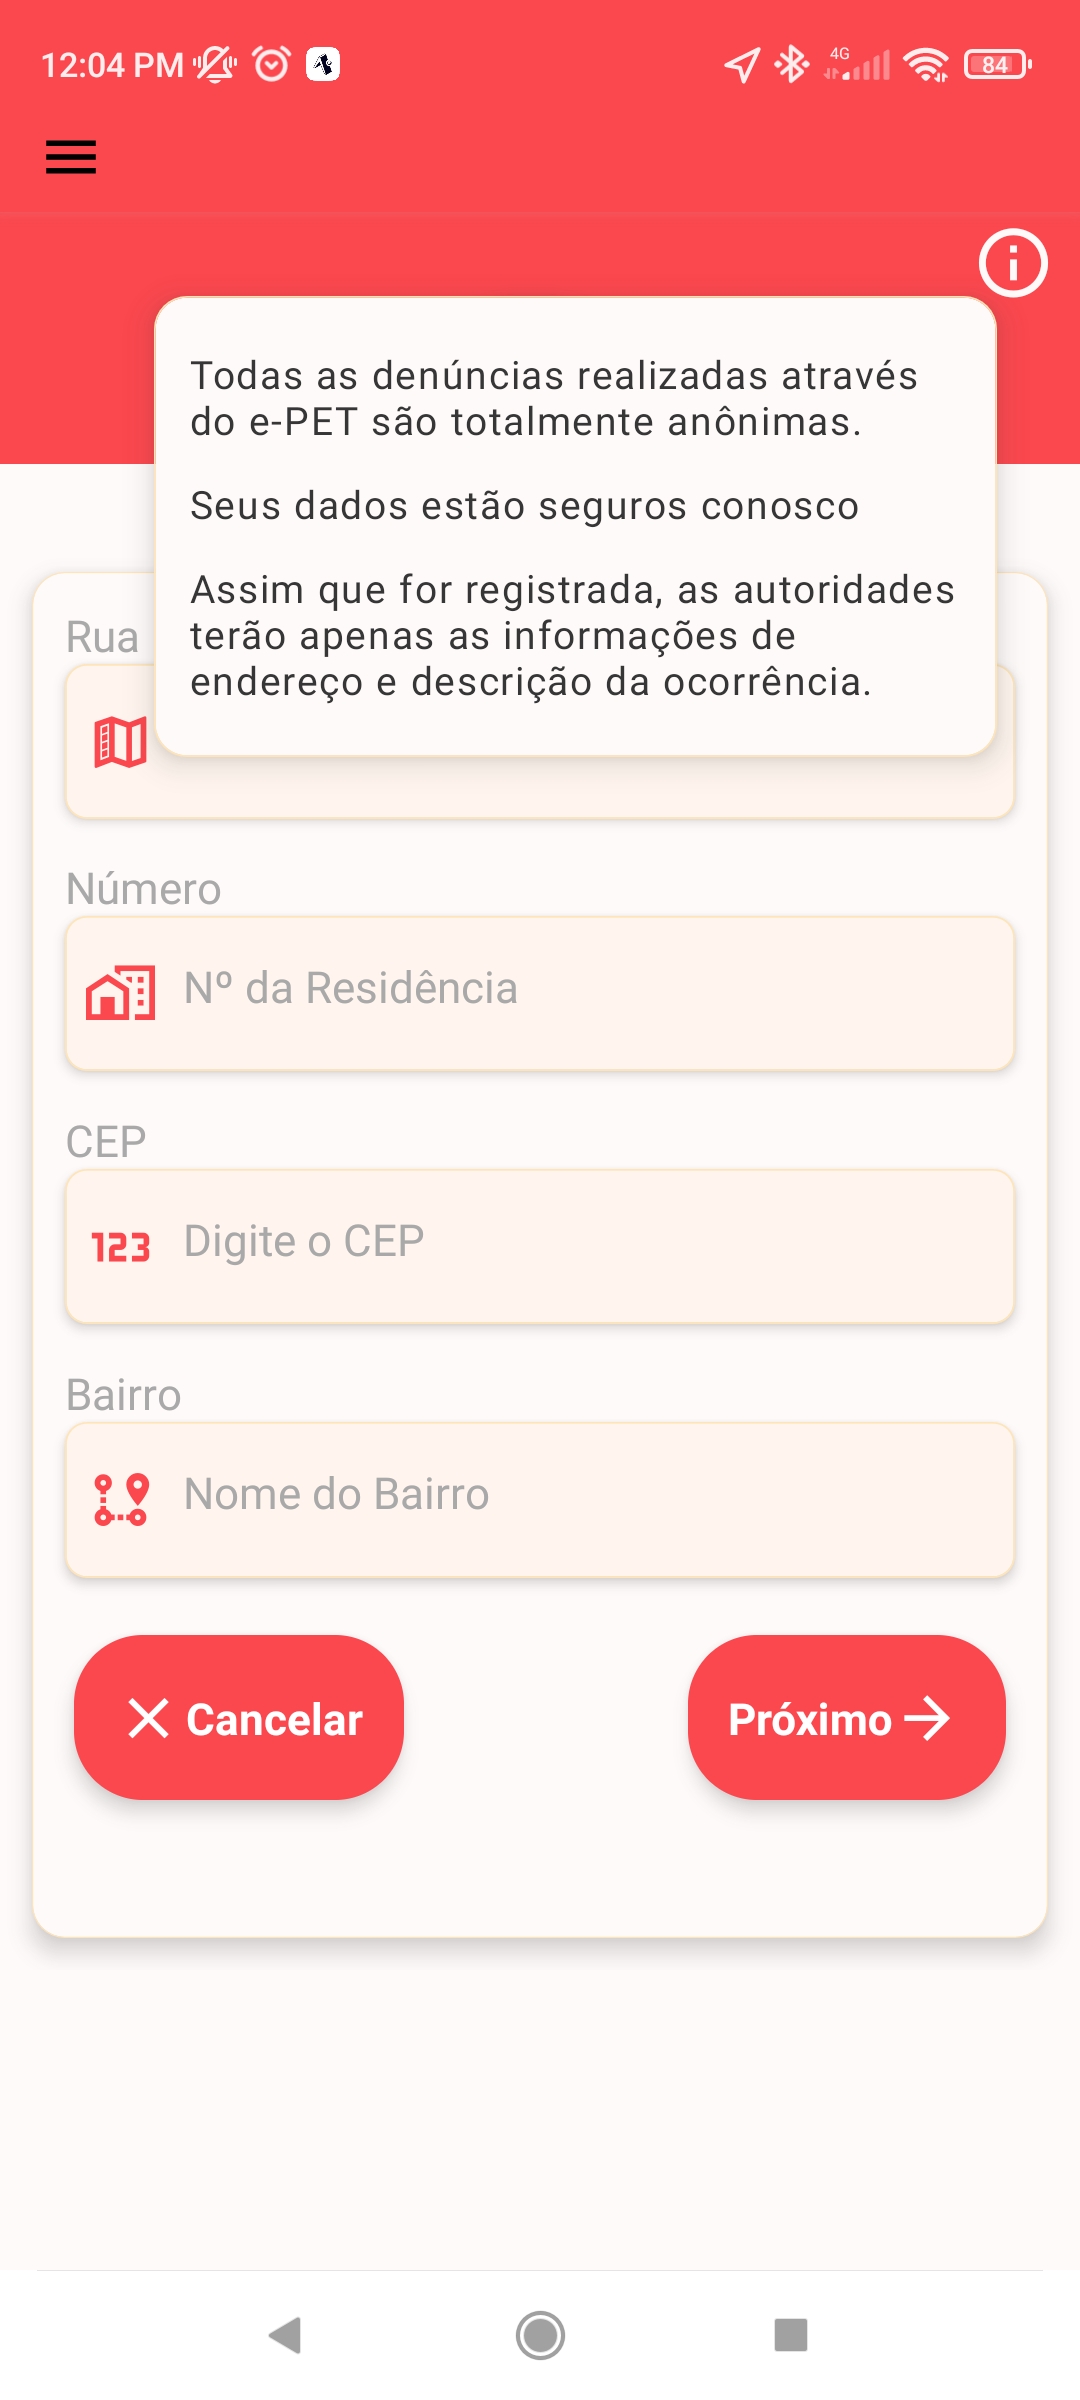 12:04 PM
4G
84
Todas as denúncias realizadas através
do e-PET são totalmente anônimas.
Seus dados estão seguros conosco
Assim que for registrada, as autoridades
terão apenas as informações de
endereço e descrição da ocorrência.
Rua
Número
Nº da Residência
CEP
123 Digite o CEP
Bairro
Nome do Bairro
Cancelar
Próximo